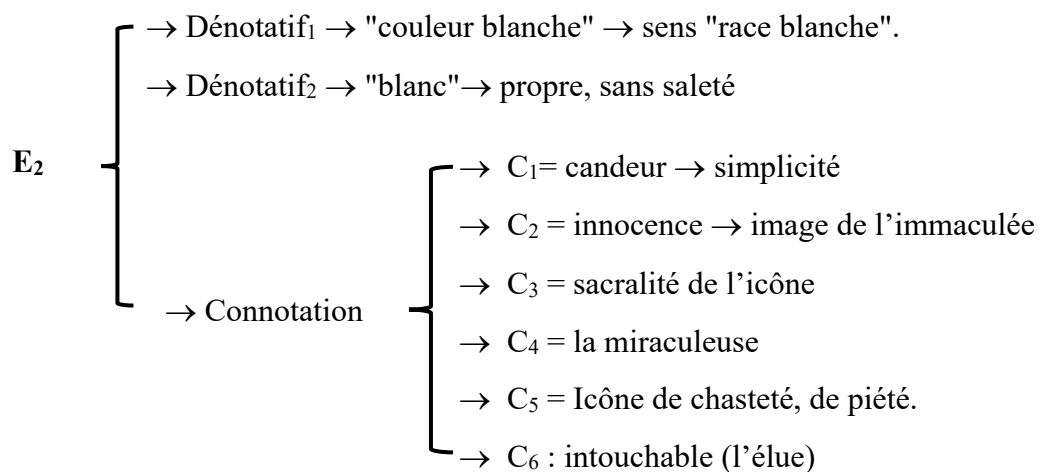 → Dénotatif₁ → "couleur blanche" → sens "race blanche".
→ Dénotatif₂ → "blanc"→ propre, sans saleté
E₂
→ C₁= candeur → simplicité
→ C₂ = innocence → image de l’immaculée
→ C₃ = sacralité de l’icône
→ Connotation
→ C₄ = la miraculeuse
→ C₅ = Icône de chasteté, de piété.
→ C₆ : intouchable (l’élue)